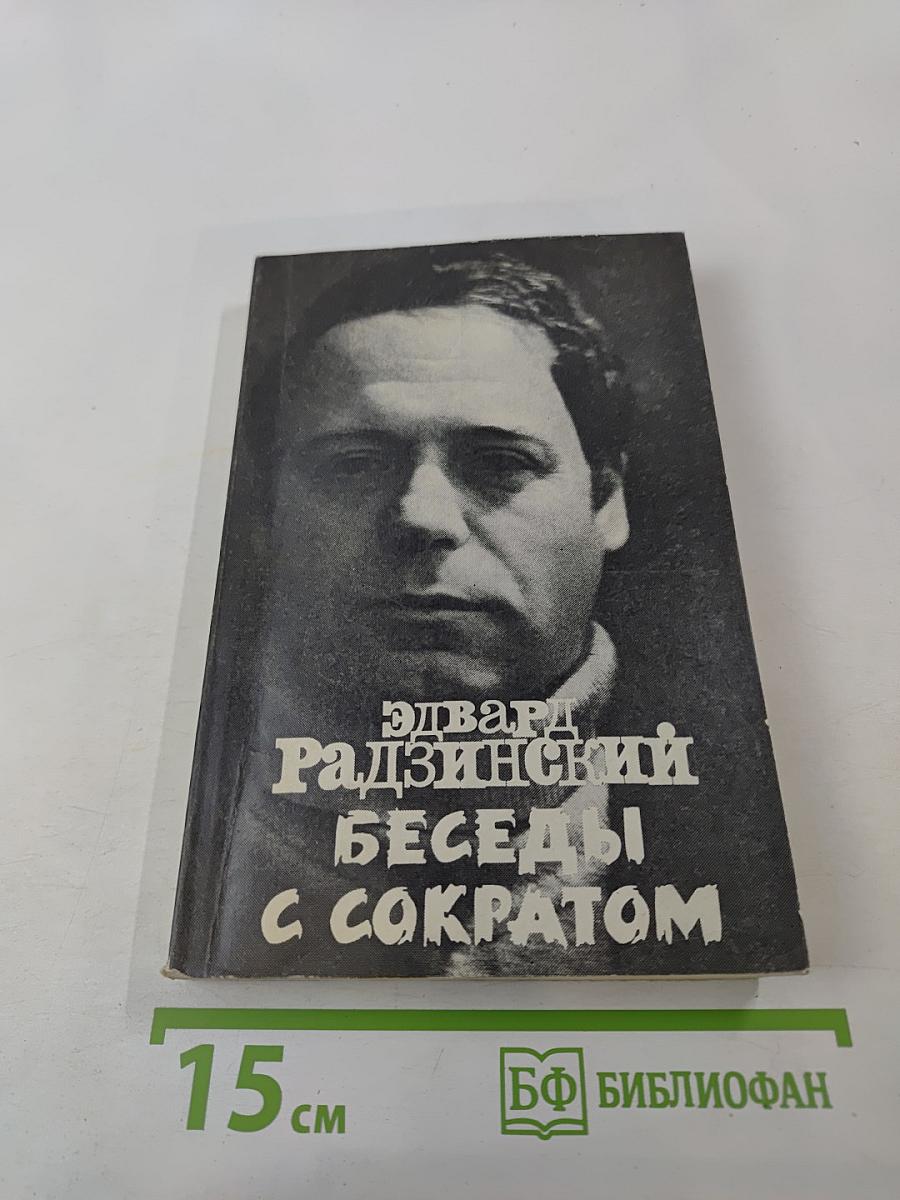 Эдвард
Радзинский
БЕСЕДЫ
С СОКРАТОМ
15 см
БФ БИБЛИОФАН